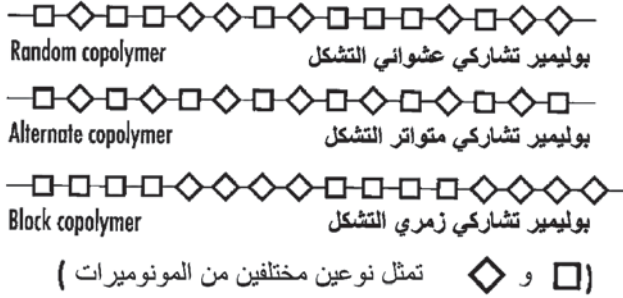 Random copolymer بوليمير تشاركي عشوائي التشكل
Alternate copolymer بوليمير تشاركي متواتر التشكل
Block copolymer بوليمير تشاركي زمري التشكل
(□ و ◇ تمثل نوعين مختلفين من المونوميرات )